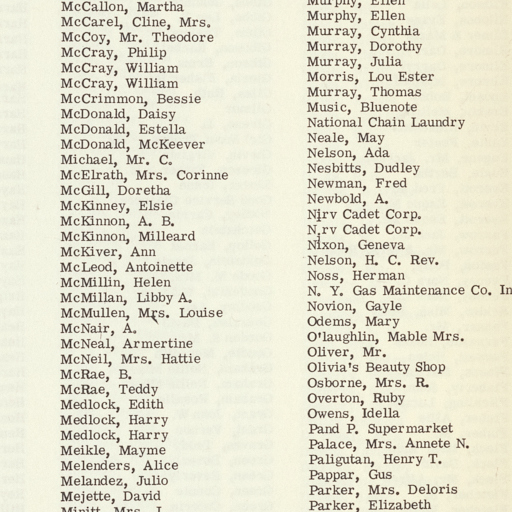 McCallon, Martha
McCarel, Cline, Mrs.
McCoy, Mr. Theodore
McCray, Philip
McCray, William
McCray, William
McCrimmon, Bessie
McDonald, Daisy
McDonald, Estella
McDonald, McKeever
Michael, Mr. C.
McElrath, Mrs. Corinne
McGill, Doretha
McKinney, Elsie
McKinnon, A. B.
McKinnon, Milleard
McKiver, Ann
McLeod, Antoinette
McMillin, Helen
McMillan, Libby A.
McMullen, Mrs. Louise
McNair, A.
McNeal, Armertine
McNeil, Mrs. Hattie
McRae, B.
McRae, Teddy
Medlock, Edith
Medlock, Harry
Medlock, Harry
Meikle, Mayme
Melenders, Alice
Melandez, Julio
Mejette, David
Murphy, Ellen
Murphy, Ellen
Murray, Cynthia
Murray, Dorothy
Murray, Julia
Morris, Lou Ester
Murray, Thomas
Music, Bluenote
National Chain Laundry
Neale, May
Nelson, Ada
Nesbitts, Dudley
Newman, Fred
Newbold, A.
Nirv Cadet Corp.
Nirv Cadet Corp.
Nixon, Geneva
Nelson, H. C. Rev.
Noss, Herman
N. Y. Gas Maintenance Co. In
Novion, Gayle
Odems, Mary
O'laughlin, Mable Mrs.
Oliver, Mr.
Olivia's Beauty Shop
Osborne, Mrs. R.
Overton, Ruby
Owens, Idella
Pand P. Supermarket
Palace, Mrs. Annete N.
Paligutan, Henry T.
Pappar, Gus
Parker, Mrs. Deloris
Parker, Elizabeth